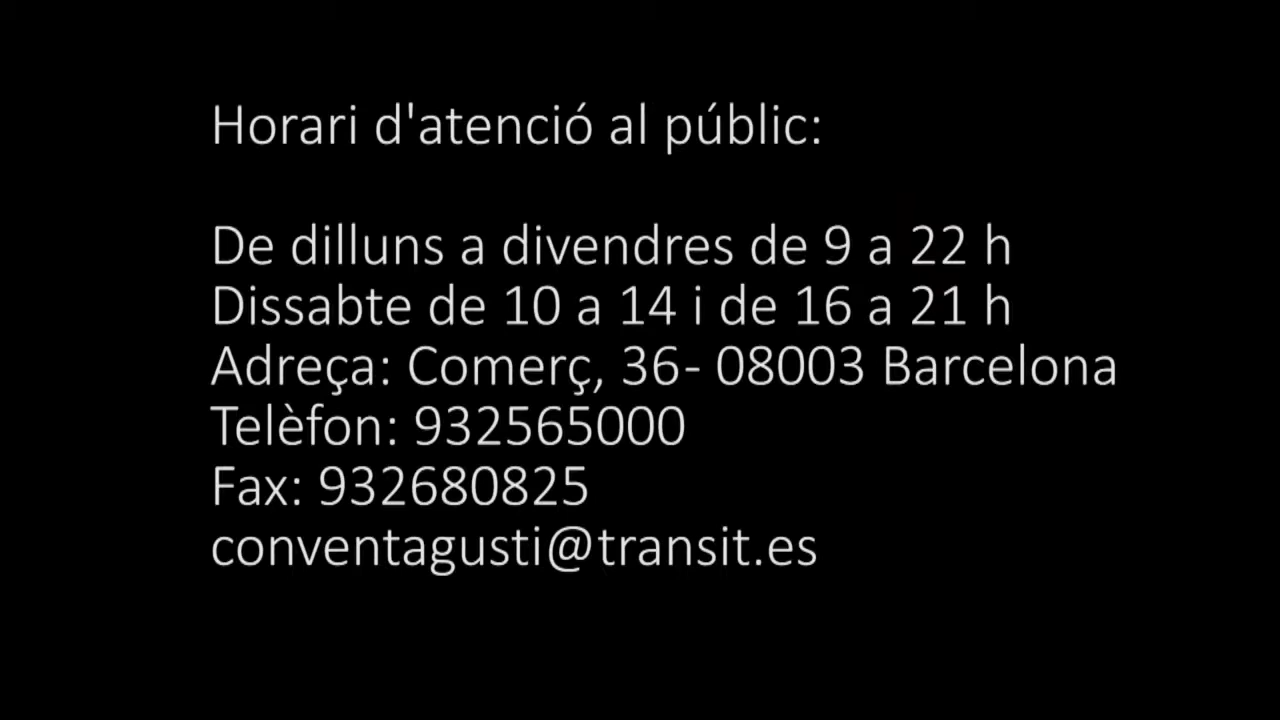 Horari d'atenció al públic:
De dilluns a divendres de 9 a 22 h
Dissabte de 10 a 14 i de 16 a 21 h
Adreça: Comerç, 36- 08003 Barcelona
Telèfon: 932565000
Fax: 932680825
conventagusti@transit.es